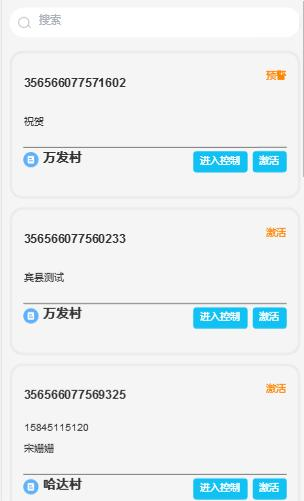 搜索
356566077571602
预警
祝贺
万发村
进入控制
激活
356566077560233
激活
宾县测试
万发村
进入控制
激活
356566077569325
激活
15845115120
宋姗姗
哈达村
进入控制
激活